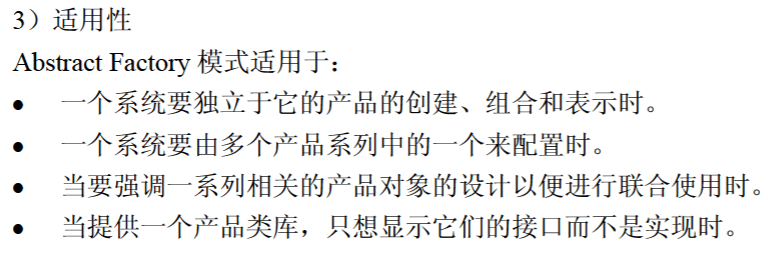 3）适用性
Abstract Factory 模式适用于：
● 一个系统要独立于它的产品的创建、组合和表示时。
● 一个系统要由多个产品系列中的一个来配置时。
● 当要强调一系列相关的产品对象的设计以便进行联合使用时。
● 当提供一个产品类库，只想显示它们的接口而不是实现时。